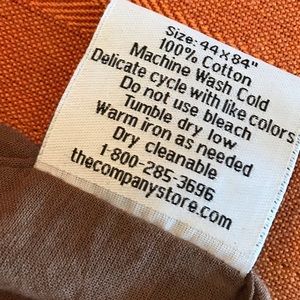 Size: 44 X 84"
100% Cotton
Machine Wash Cold
Delicate cycle with like colors
Do not use bleach
Tumble dry low
Warm iron as needed
Dry cleanable
1-800-285-3696
thecompanystore.com